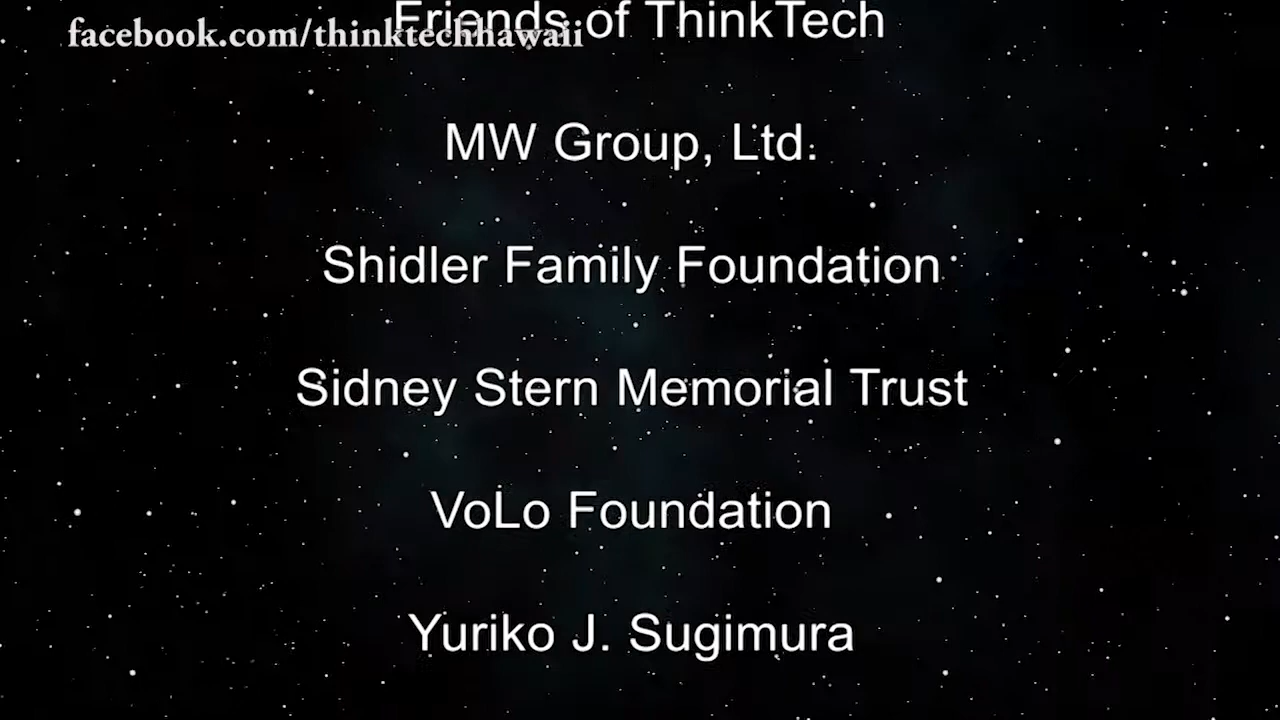 Friends of ThinkTech
facebook.com/thinktechhawaii
MW Group, Ltd.
Shidler Family Foundation
Sidney Stern Memorial Trust
VoLo Foundation
Yuriko J. Sugimura